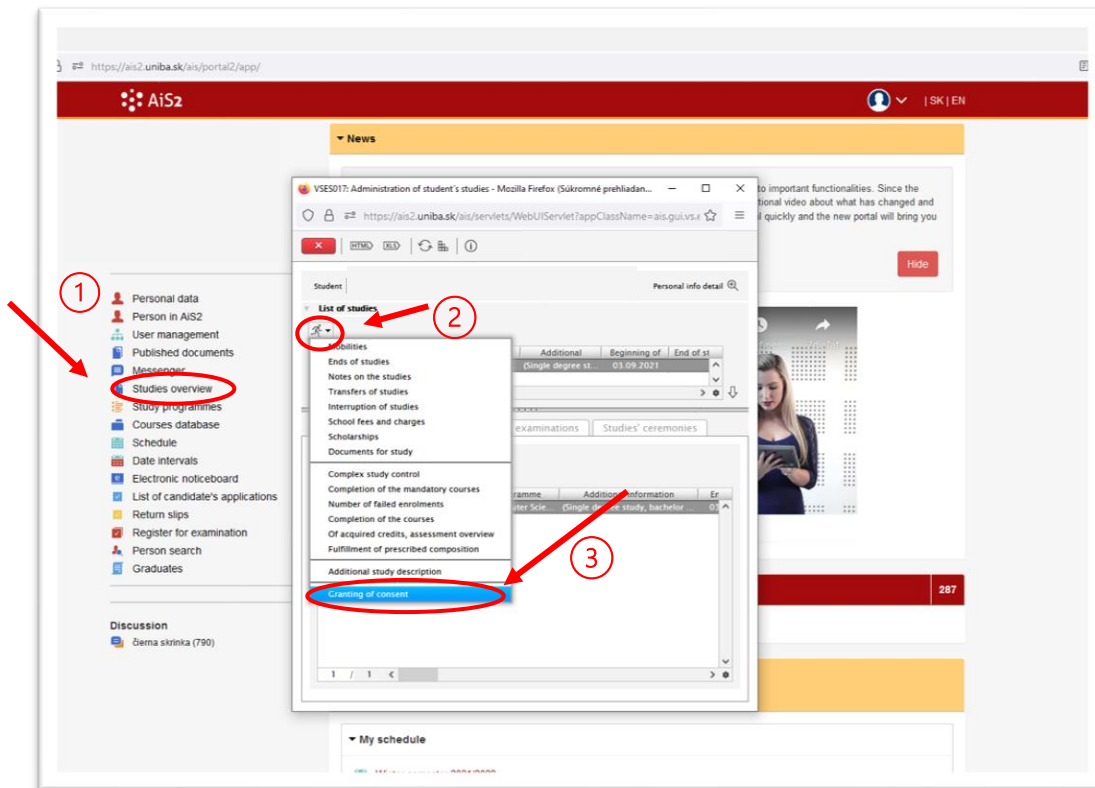 https://ais2.uniba.sk/ais/portal2/app/
AiS2
| SK | EN
News
to important functionalities. Since the
tional video about what has changed and
l quickly and the new portal will bring you
Hide
1
Personal data
Person in AiS2
User management
Published documents
Messenger
Studies overview
Study programmes
Courses database
Schedule
Date intervals
Electronic noticeboard
List of candidate's applications
Return slips
Register for examination
Person search
Graduates
Discussion
čierna skrinka (790)
VSES017: Administration of student's studies - Mozilla Firefox (Súkromné prehliadan...
https://ais2.uniba.sk/ais/servlets/WebUIServlet?appClassName=ais.gui.vs.e
HTML XLS
Student
Personal info detail
List of studies
2
Mobilities
Ends of studies
Notes on the studies
Transfers of studies
Interruption of studies
School fees and charges
Scholarships
Documents for study
Complex study control
Completion of the mandatory courses
Number of failed enrolments
Completion of the courses
Of acquired credits, assessment overview
Fulfillment of prescribed composition
Additional study description
Granting of consent
Additional Beginning of End of st
(Single degree st... 03.09.2021
examinations Studies' ceremonies
ramme Additional information Er
uter Scie... (Single degree study, bachelor ... 03
3
1 / 1
287
My schedule